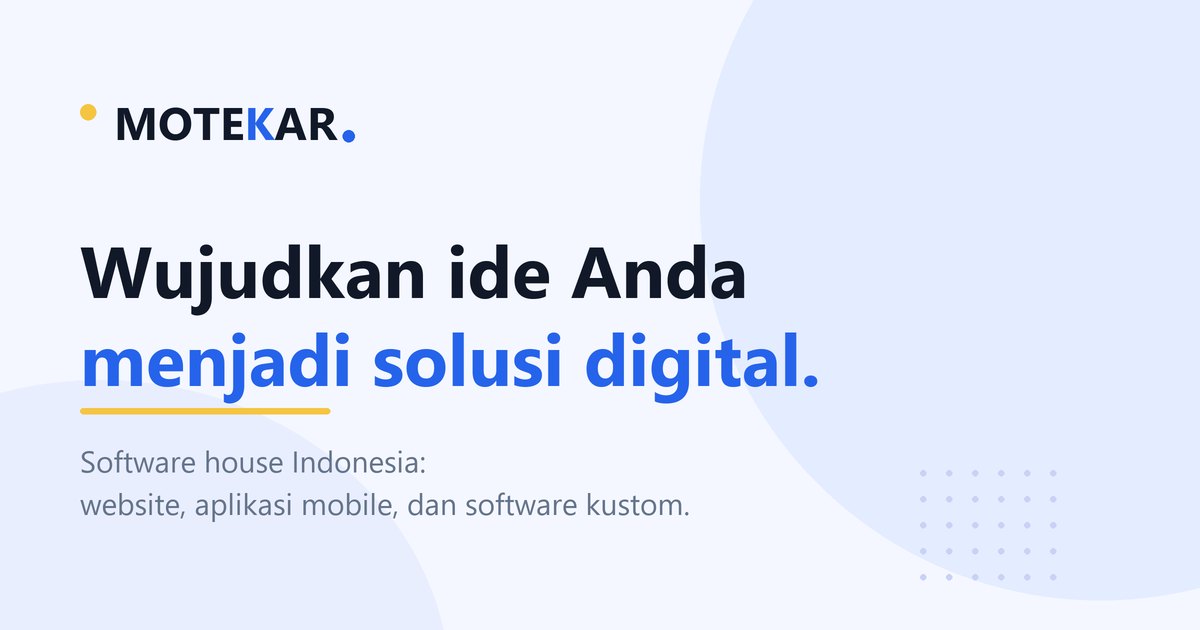 MOTEKAR.
Wujudkan ide Anda
menjadi solusi digital.
Software house Indonesia:
website, aplikasi mobile, dan software kustom.